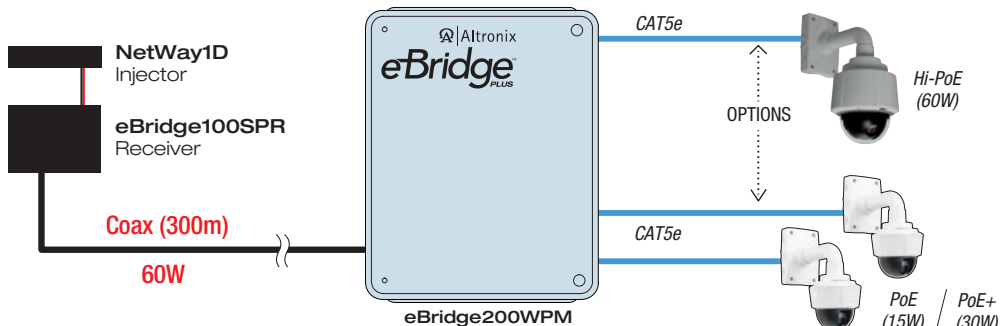 NetWay1D
Injector
eBridge100SPR
Receiver
Coax (300m)
60W
Altronix
eBridge™
PLUS
eBridge200WPM
CAT5e
OPTIONS
CAT5e
Hi-PoE
(60W)
PoE / PoE+
(15W) (30W)